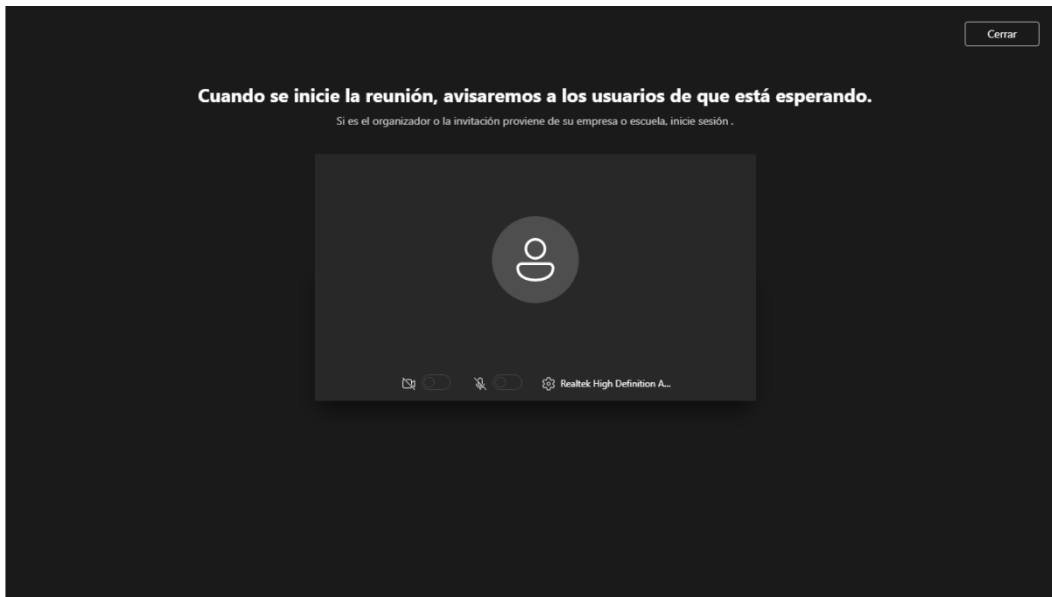 Cerrar
Cuando se inicie la reunión, avisaremos a los usuarios de que está esperando.
Si es el organizador o la invitación proviene de su empresa o escuela, inicie sesión .
Realtek High Definition A...